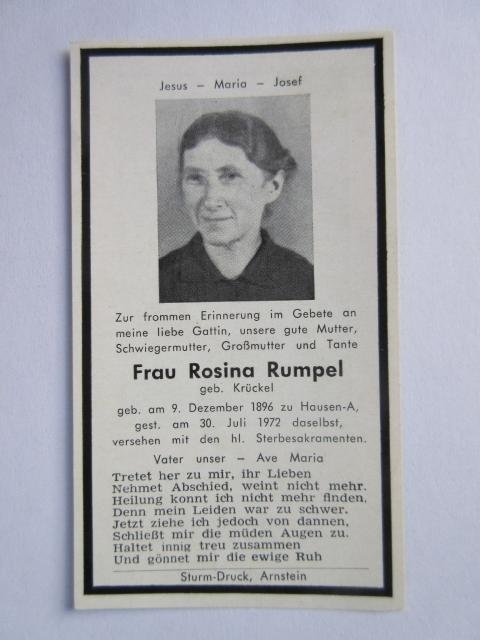 Jesus – Maria – Josef
Zur frommen Erinnerung im Gebete an
meine liebe Gattin, unsere gute Mutter,
Schwiegermutter, Großmutter und Tante
Frau Rosina Rumpel
geb. Krückel
geb. am 9. Dezember 1896 zu Hausen-A,
gest. am 30. Juli 1972 daselbst,
versehen mit den hl. Sterbesakramenten.
Vater unser – Ave Maria
Tretet her zu mir, ihr Lieben
Nehmet Abschied, weint nicht mehr.
Heilung konnt ich nicht mehr finden,
Denn mein Leiden war zu schwer.
Jetzt ziehe ich jedoch von dannen,
Schließt mir die müden Augen zu.
Haltet innig treu zusammen
Und gönnet mir die ewige Ruh
Sturm-Druck, Arnstein